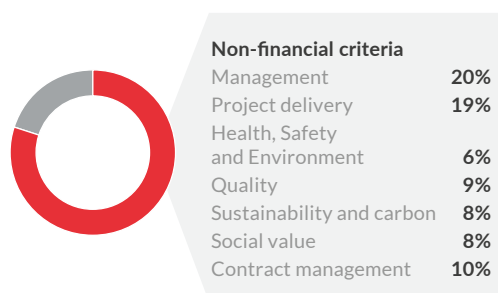 Non-financial criteria
Management 20%
Project delivery 19%
Health, Safety
and Environment 6%
Quality 9%
Sustainability and carbon 8%
Social value 8%
Contract management 10%